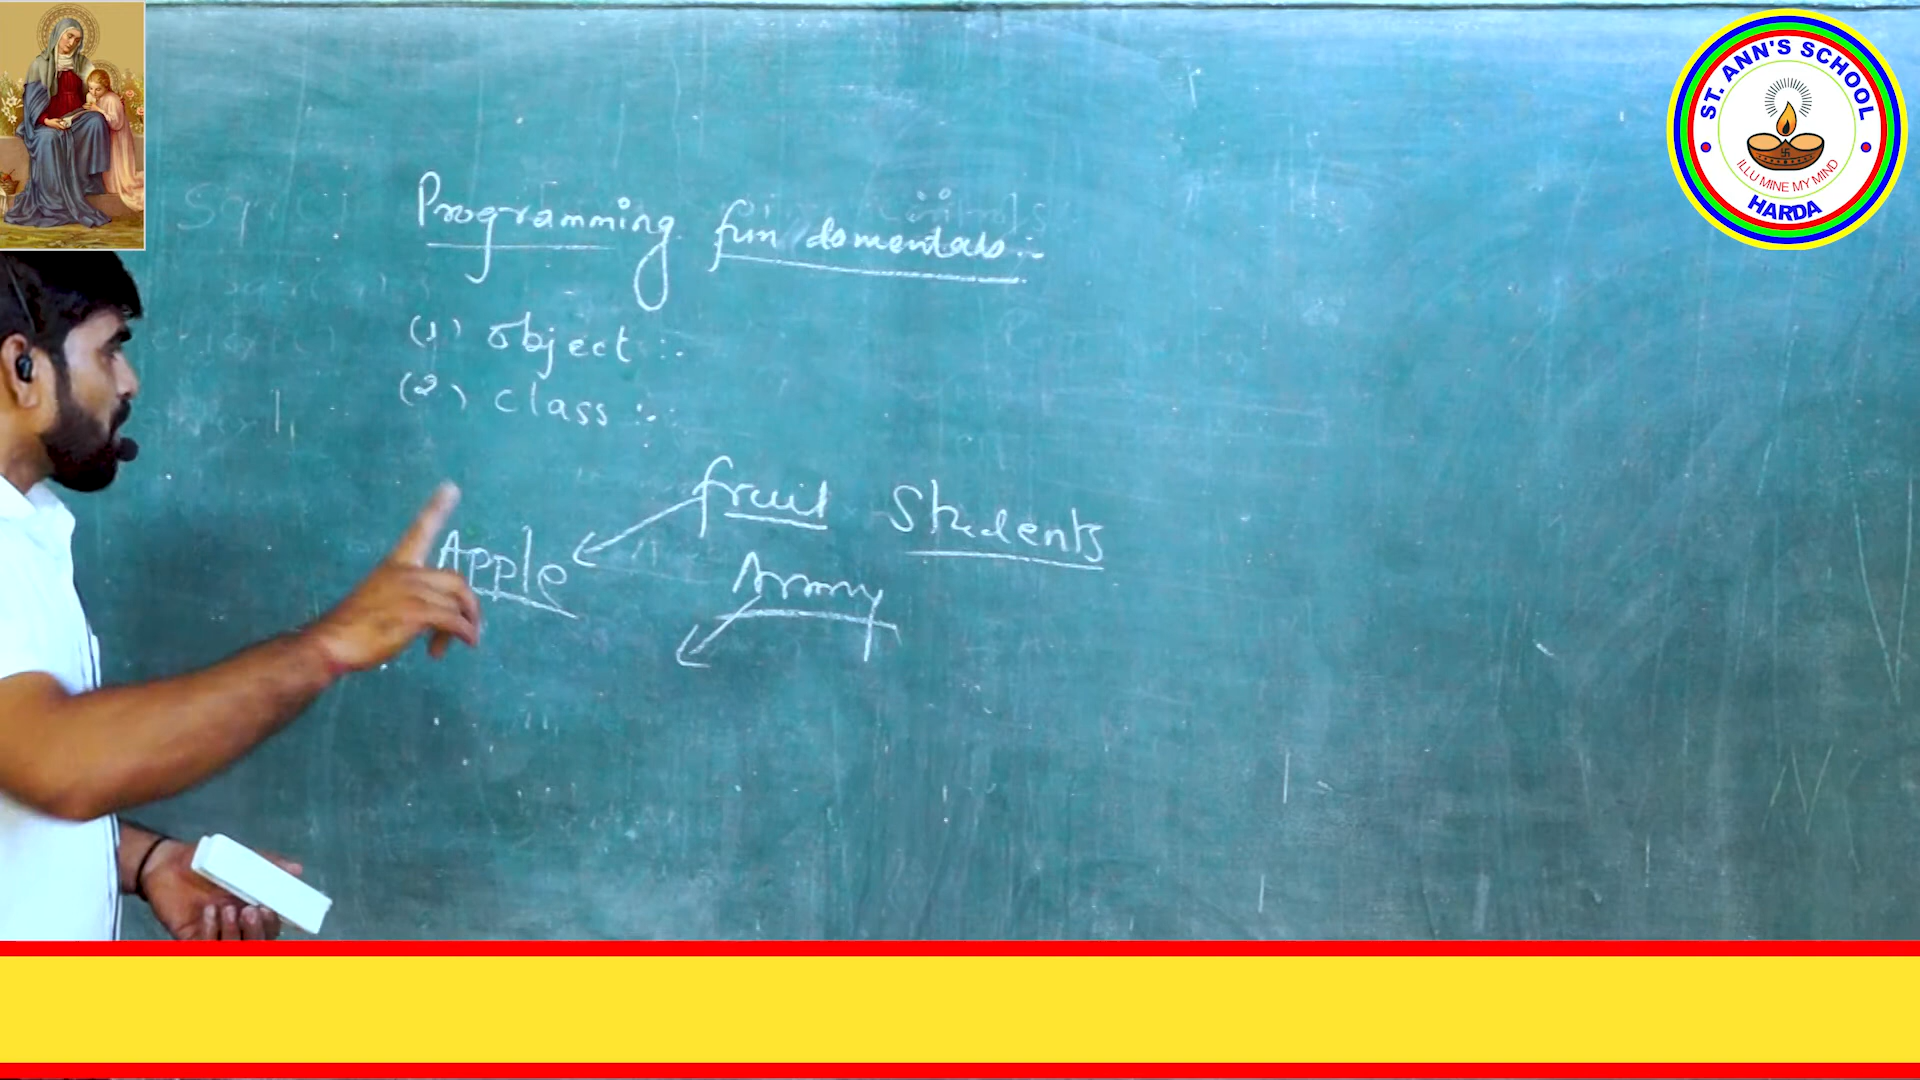 ST. ANN'S SCHOOL
ILLU MINE MY MIND
HARDA
Programming fundamentals :-
(1) object :-
(2) class :-
fruit Students
Apple
Army